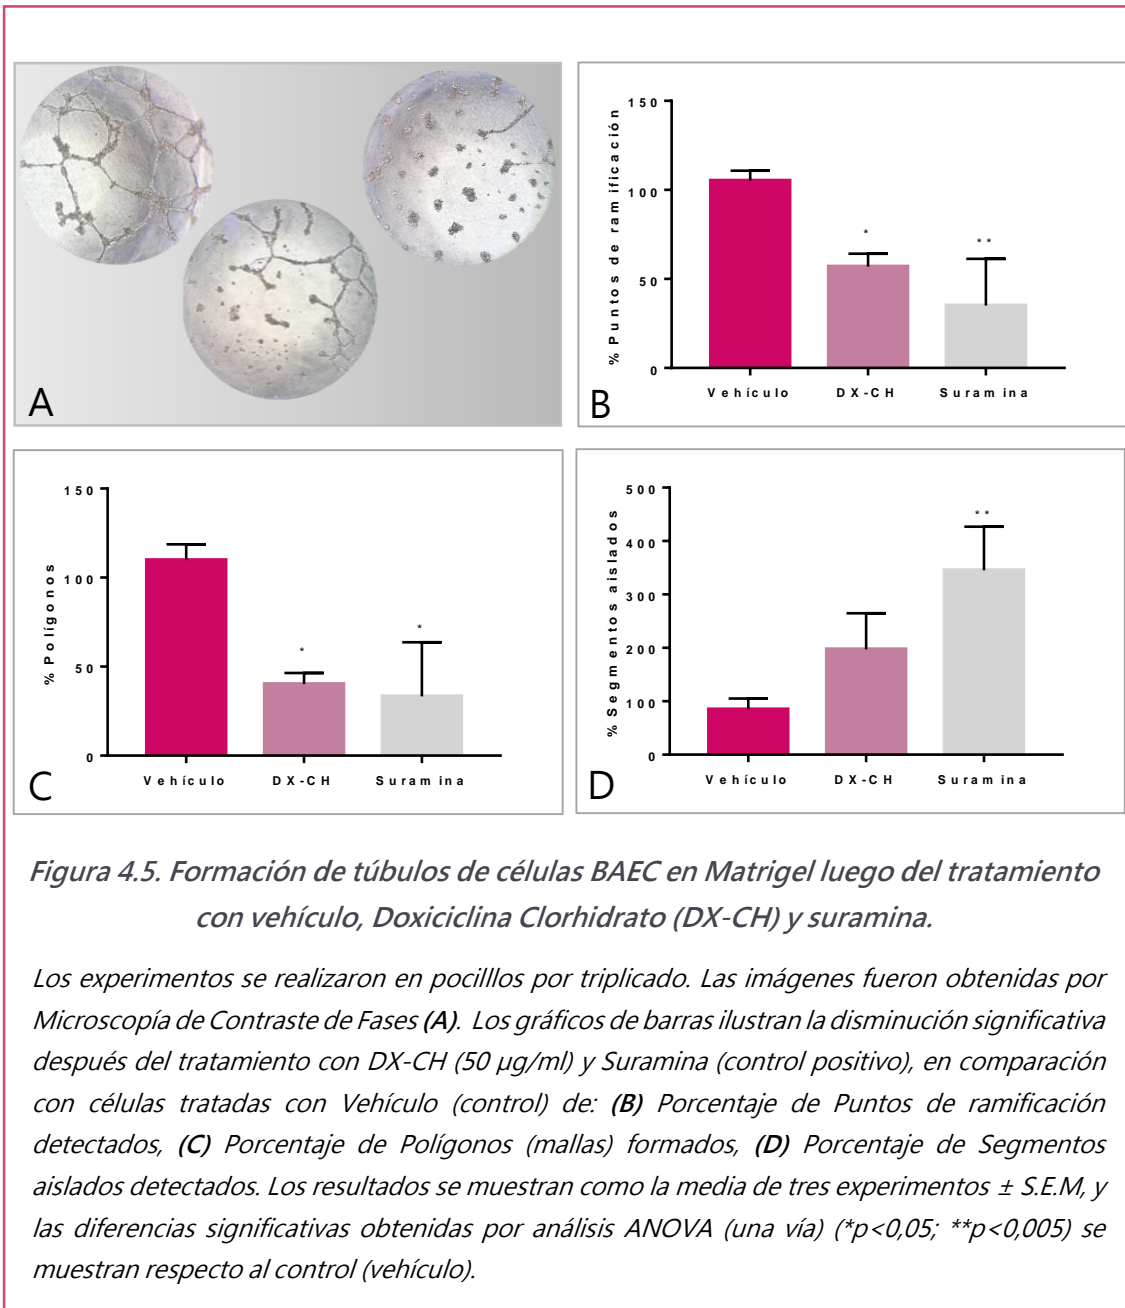 A
% Puntos de ramificación
150
100
50
0
*
**
Vehículo DX-CH Suramina
B
% Polígonos
150
100
50
0
*
*
Vehículo DX-CH Suramina
C
% Segmentos aislados
500
400
300
200
100
0
**
Vehículo DX-CH Suramina
D
Figura 4.5. Formación de túbulos de células BAEC en Matrigel luego del tratamiento
con vehículo, Doxiciclina Clorhidrato (DX-CH) y suramina.
Los experimentos se realizaron en pocilllos por triplicado. Las imágenes fueron obtenidas por
Microscopía de Contraste de Fases (A). Los gráficos de barras ilustran la disminución significativa
después del tratamiento con DX-CH (50 µg/ml) y Suramina (control positivo), en comparación
con células tratadas con Vehículo (control) de: (B) Porcentaje de Puntos de ramificación
detectados, (C) Porcentaje de Polígonos (mallas) formados, (D) Porcentaje de Segmentos
aislados detectados. Los resultados se muestran como la media de tres experimentos ± S.E.M, y
las diferencias significativas obtenidas por análisis ANOVA (una vía) (*p<0,05; **p<0,005) se
muestran respecto al control (vehículo).